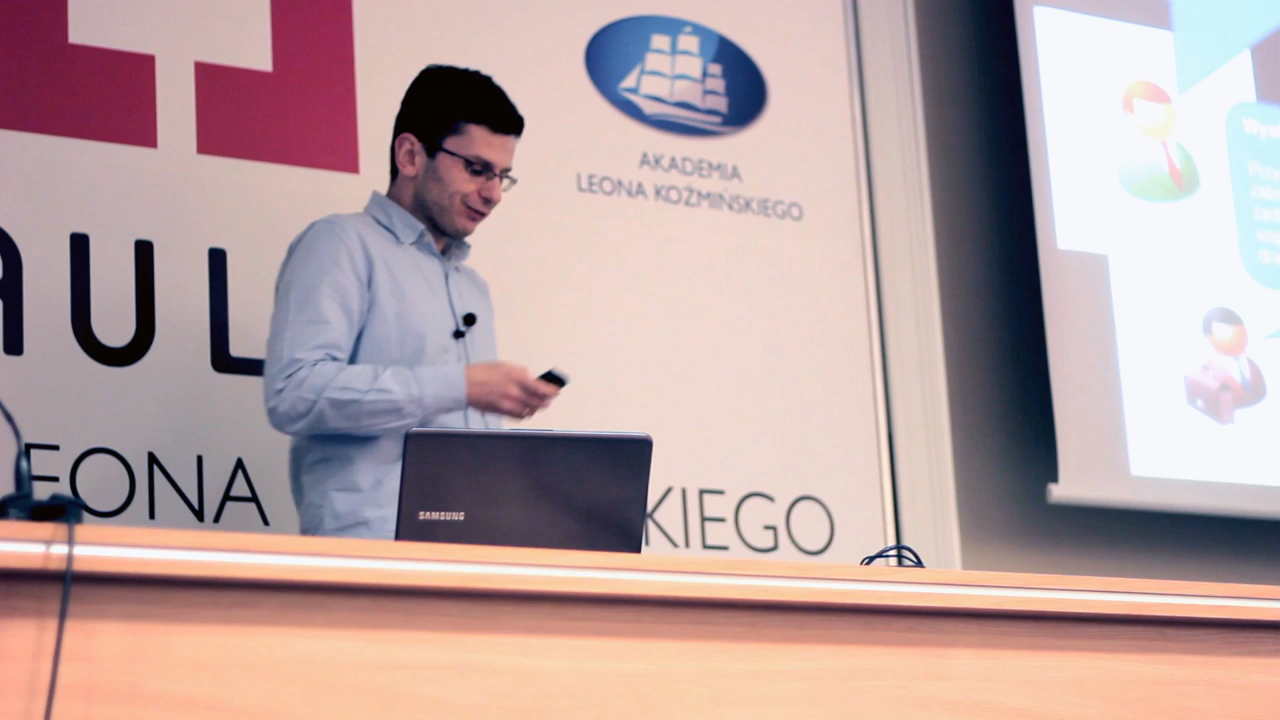 AKADEMIA
LEONA KOŹMIŃSKIEGO
AUL
EONA
KIEGO
SAMSUNG